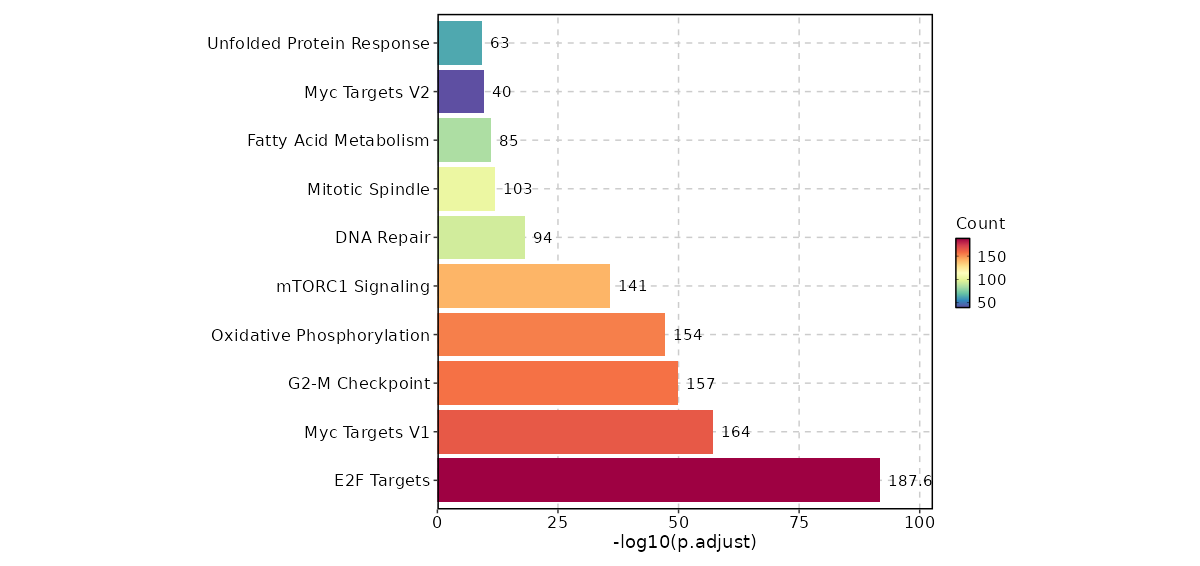 Unfolded Protein Response 63
Myc Targets V2 40
Fatty Acid Metabolism 85
Mitotic Spindle 103
DNA Repair 94
mTORC1 Signaling 141
Oxidative Phosphorylation 154
G2-M Checkpoint 157
Myc Targets V1 164
E2F Targets 187.6
0 25 50 75 100
-log10(p.adjust)
Count
150
100
50